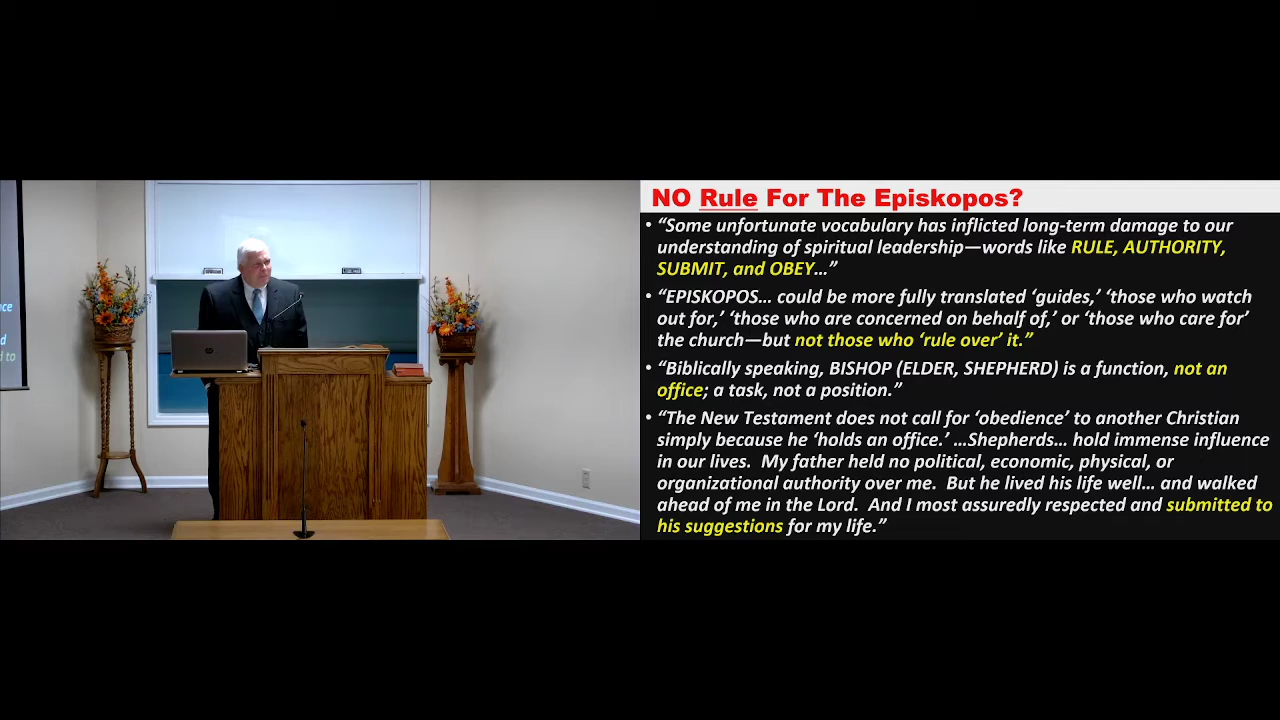 ce
d
d to
hp
NO Rule For The Episkopos?
• “Some unfortunate vocabulary has inflicted long-term damage to our
understanding of spiritual leadership—words like RULE, AUTHORITY,
SUBMIT, and OBEY…”
• “EPISKOPOS… could be more fully translated ‘guides,’ ‘those who watch
out for,’ ‘those who are concerned on behalf of,’ or ‘those who care for’
the church—but not those who ‘rule over’ it.”
• “Biblically speaking, BISHOP (ELDER, SHEPHERD) is a function, not an
office; a task, not a position.”
• “The New Testament does not call for ‘obedience’ to another Christian
simply because he ‘holds an office.’ …Shepherds… hold immense influence
in our lives. My father held no political, economic, physical, or
organizational authority over me. But he lived his life well… and walked
ahead of me in the Lord. And I most assuredly respected and submitted to
his suggestions for my life.”